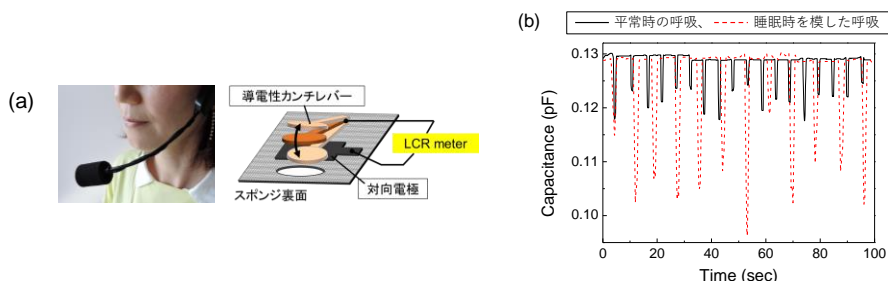 (a)
導電性カンチレバー
LCR meter
対向電極
スポンジ裏面
(b)
平常時の呼吸、 睡眠時を模した呼吸
0.13
0.12
0.11
0.10
Capacitance (pF)
0 20 40 60 80 100
Time (sec)